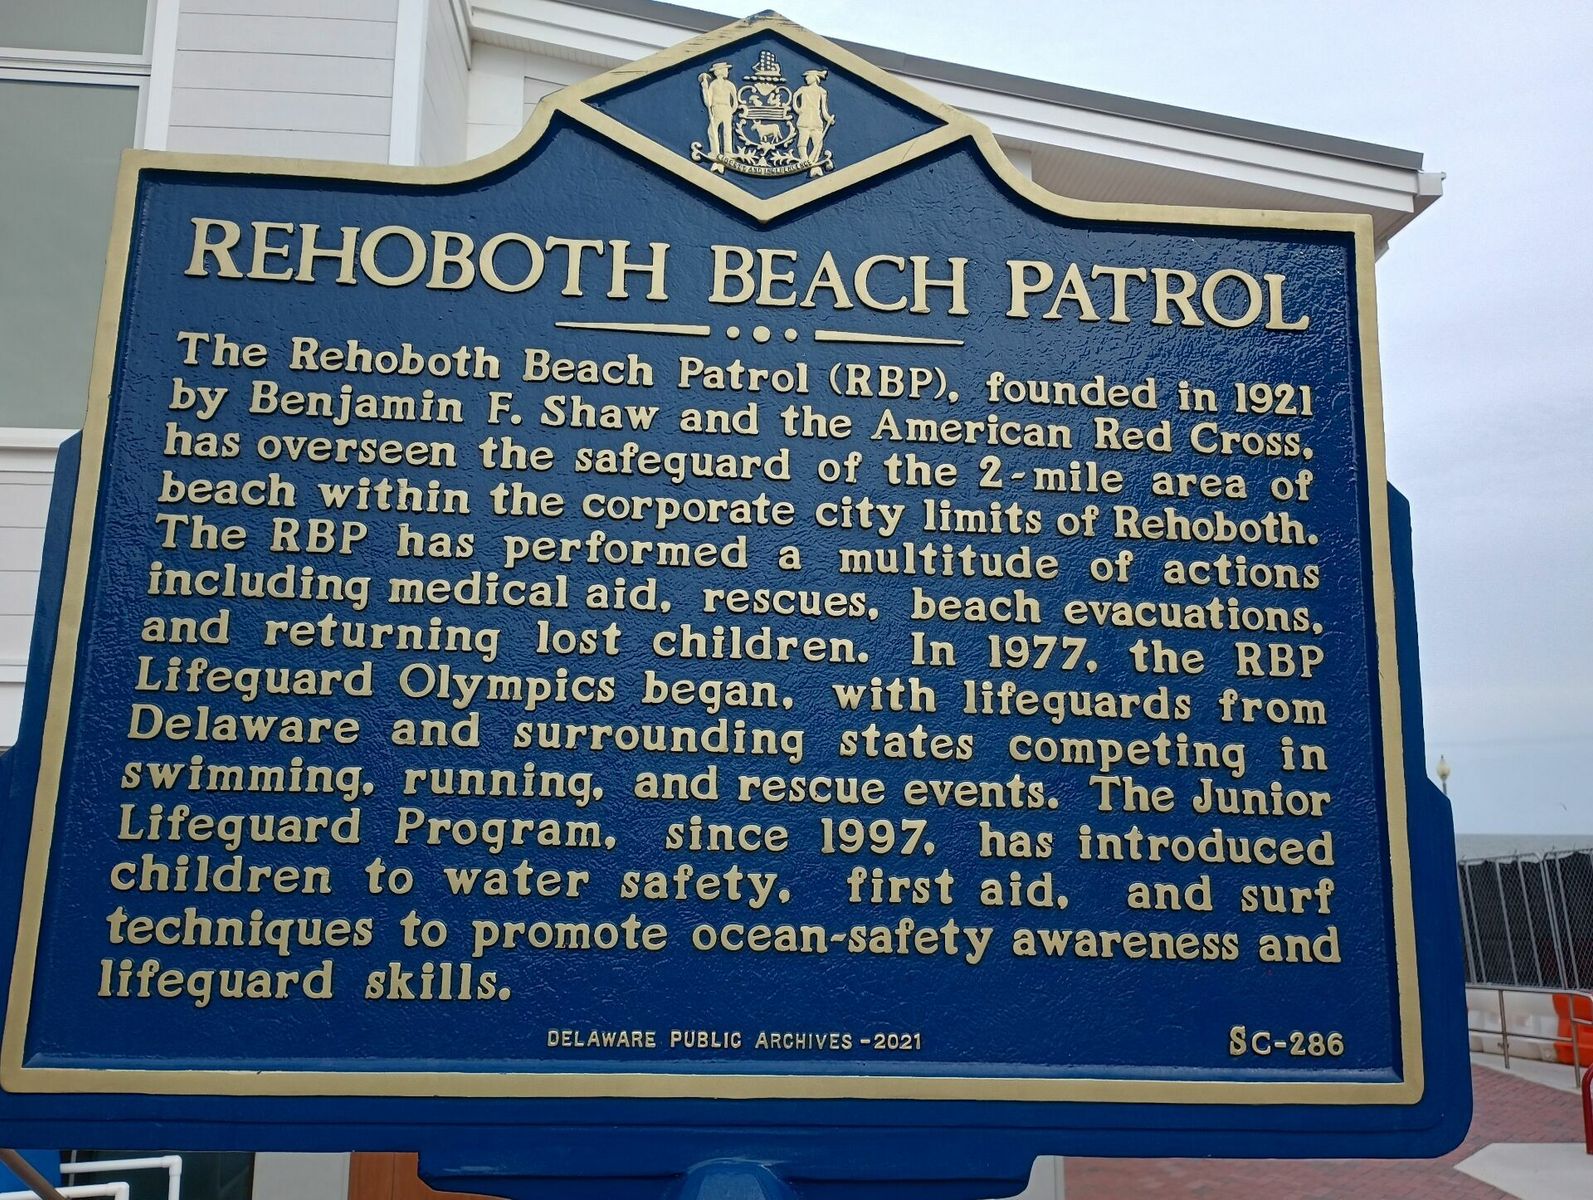 LIBERTY AND INDEPENDENCE
REHOBOTH BEACH PATROL
The Rehoboth Beach Patrol (RBP), founded in 1921
by Benjamin F. Shaw and the American Red Cross,
has overseen the safeguard of the 2-mile area of
beach within the corporate city limits of Rehoboth.
The RBP has performed a multitude of actions
including medical aid, rescues, beach evacuations,
and returning lost children. In 1977, the RBP
Lifeguard Olympics began, with lifeguards from
Delaware and surrounding states competing in
swimming, running, and rescue events. The Junior
Lifeguard Program, since 1997, has introduced
children to water safety, first aid, and surf
techniques to promote ocean-safety awareness and
lifeguard skills.
DELAWARE PUBLIC ARCHIVES - 2021
SC-286